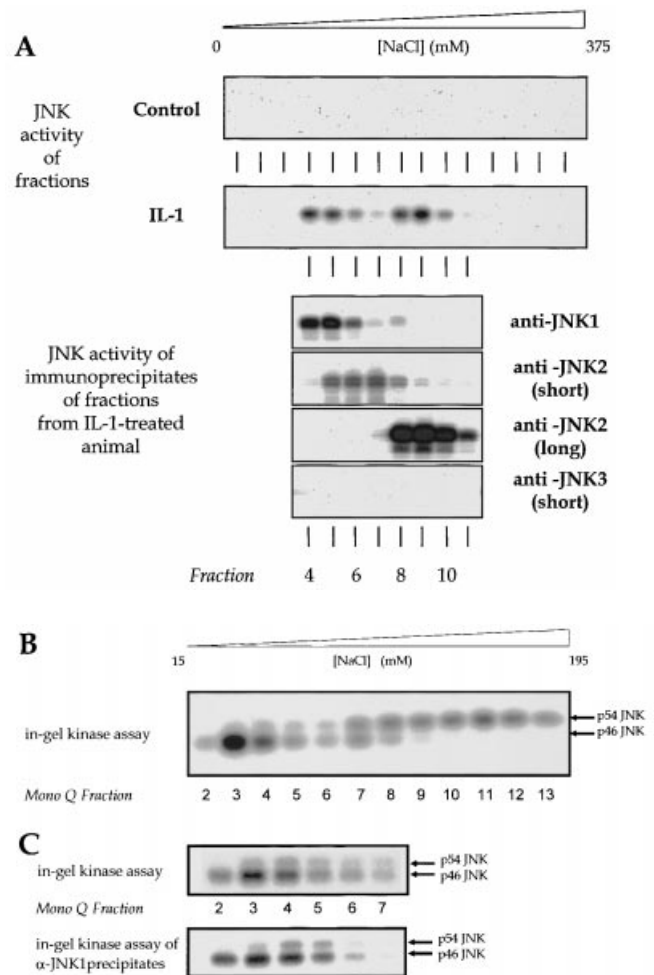 A
0 [NaCl] (mM) 375
JNK
activity
of
fractions
Control
IL-1
JNK activity of
immunoprecipitates
of fractions
from IL-1-treated
animal
anti-JNK1
anti -JNK2
(short)
anti -JNK2
(long)
anti -JNK3
(short)
Fraction 4 6 8 10
B
15 [NaCl] (mM) 195
in-gel kinase assay
p54 JNK
p46 JNK
Mono Q Fraction 2 3 4 5 6 7 8 9 10 11 12 13
C
in-gel kinase assay
p54 JNK
p46 JNK
Mono Q Fraction 2 3 4 5 6 7
in-gel kinase assay of
α-JNK1precipitates
p54 JNK
p46 JNK